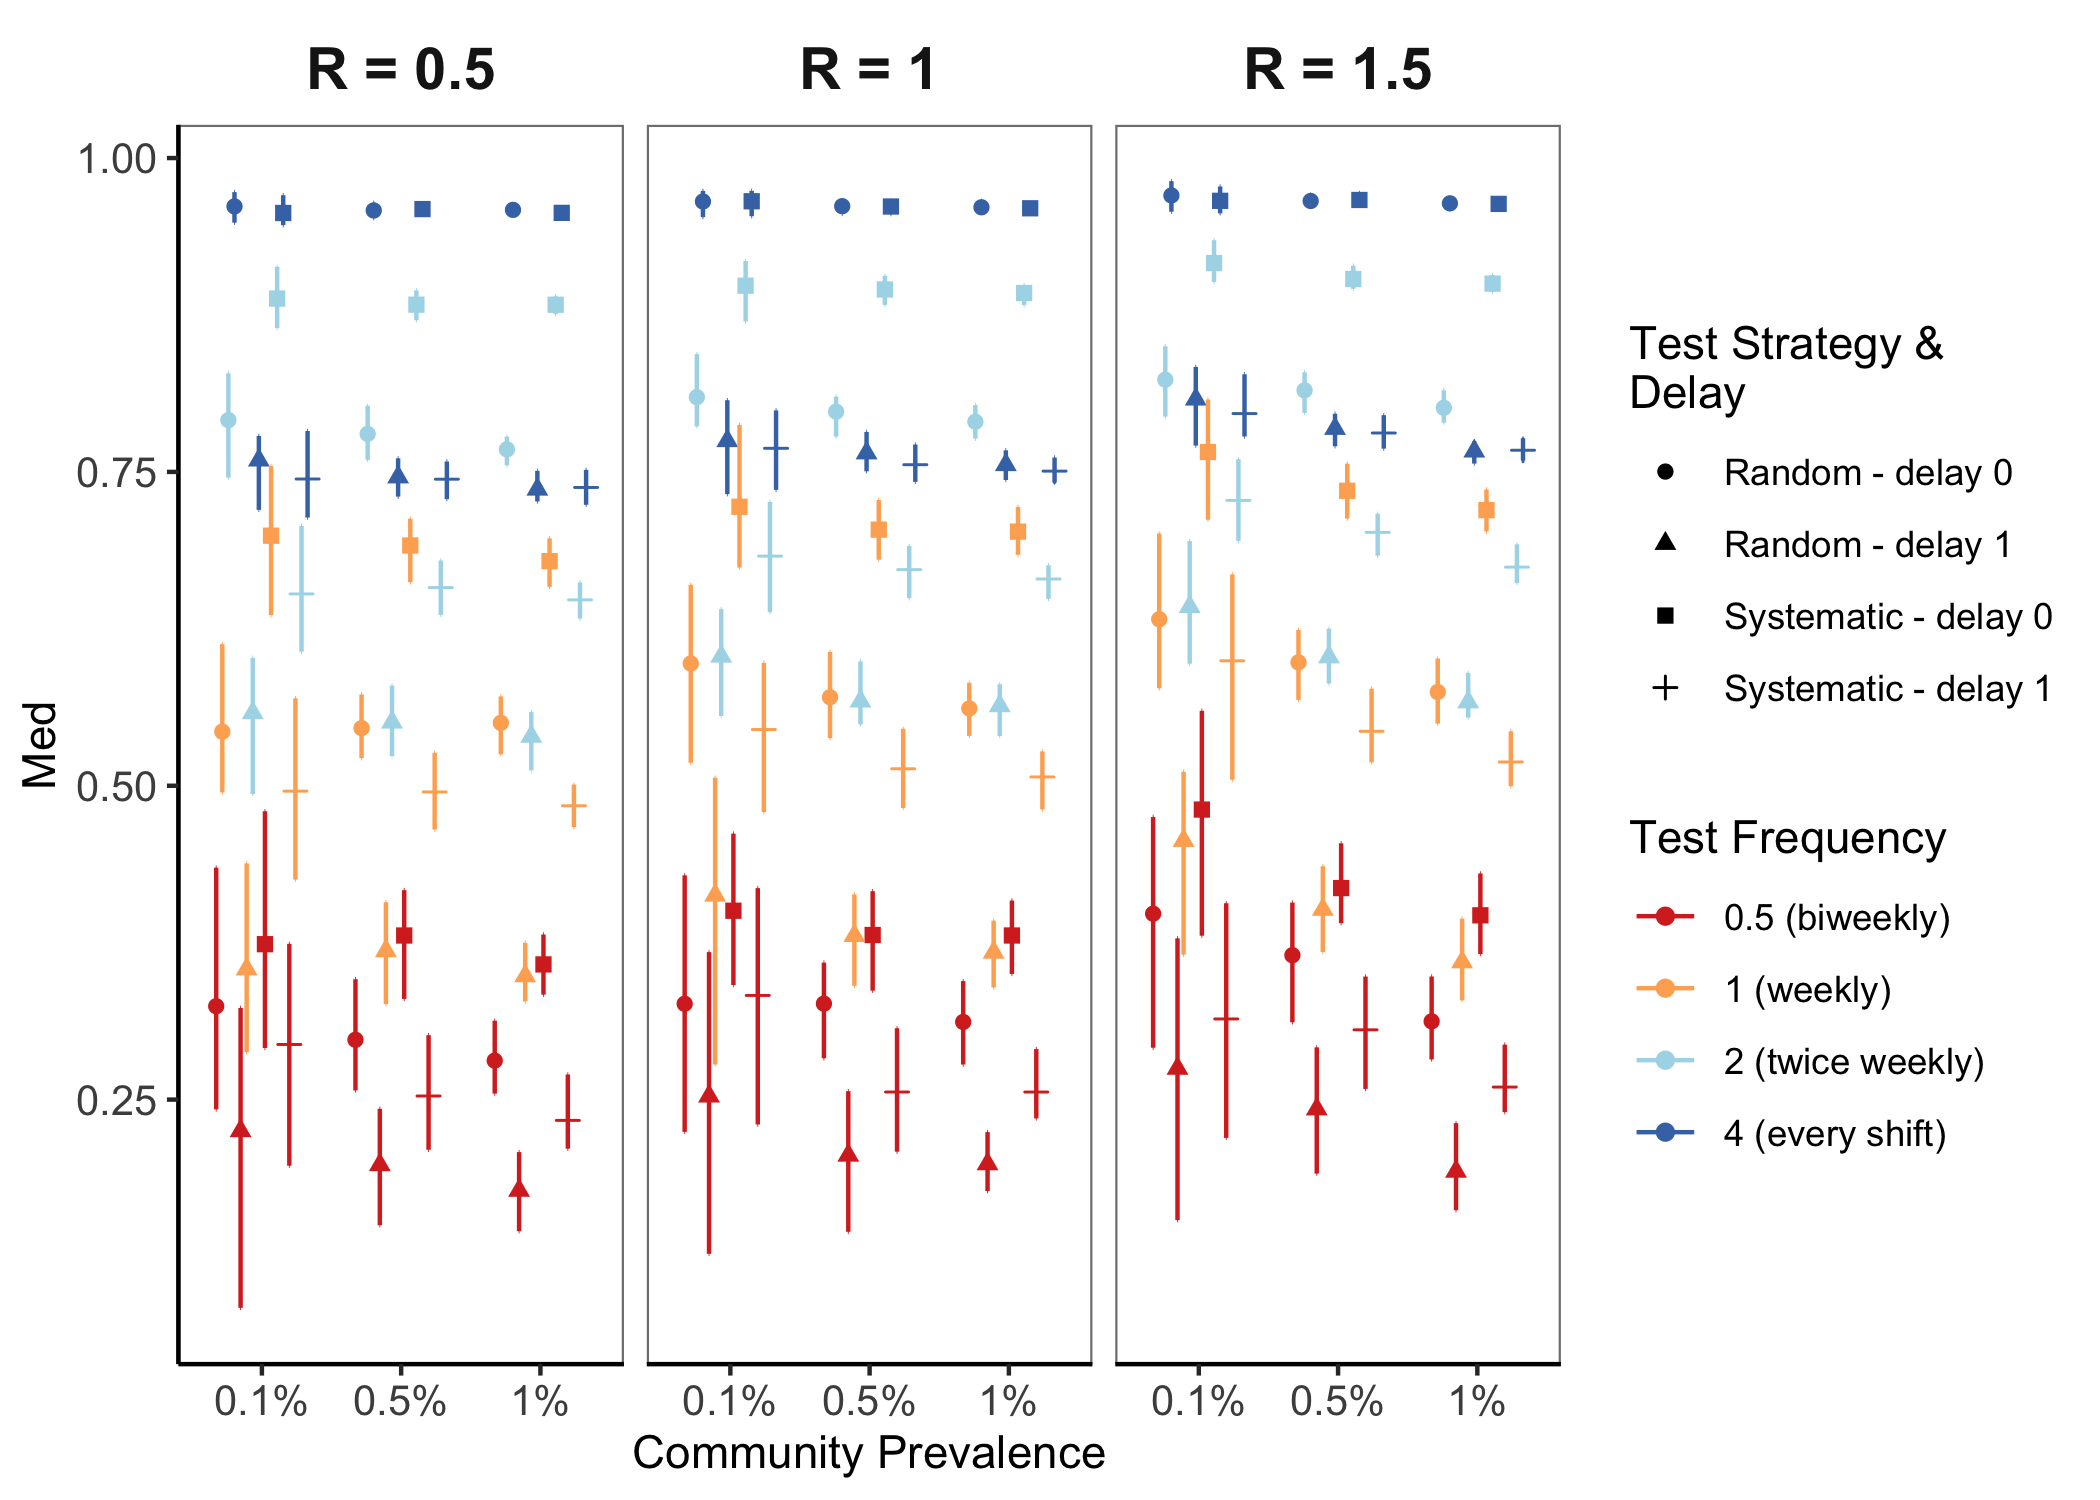 R = 0.5
R = 1
R = 1.5
1.00
0.75
0.50
0.25
Med
0.1%
0.5%
1%
0.1%
0.5%
1%
0.1%
0.5%
1%
Community Prevalence
Test Strategy &
Delay
Random - delay 0
Random - delay 1
Systematic - delay 0
Systematic - delay 1
Test Frequency
0.5 (biweekly)
1 (weekly)
2 (twice weekly)
4 (every shift)